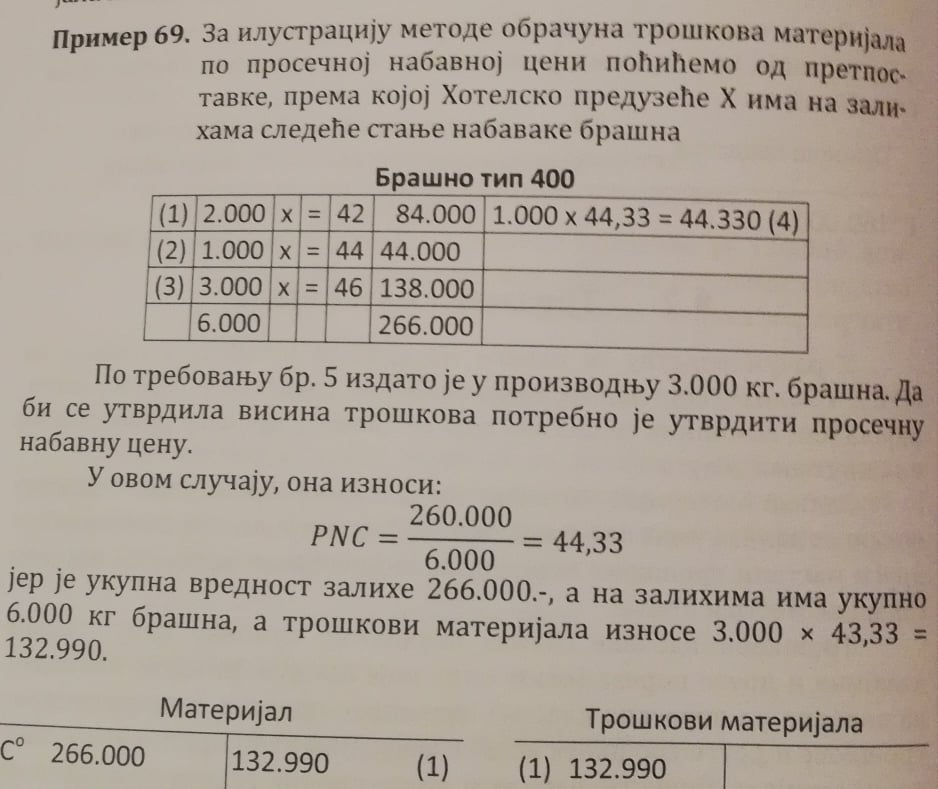 Пример 69. За илустрацију методе обрачуна трошкова материјала
по просечној набавној цени поћићемо од претпос-
тавке, према којој Хотелско предузеће X има на зали-
хама следеће стање набаваке брашна
Брашно тип 400
(1) 2.000 x = 42 84.000 1.000 x 44,33 = 44.330 (4)
(2) 1.000 x = 44 44.000
(3) 3.000 x = 46 138.000
6.000 266.000
По требовању бр. 5 издато је у производњу 3.000 кг. брашна. Да
би се утврдила висина трошкова потребно је утврдити просечну
набавну цену.
У овом случају, она износи:
PNC = 260.000 / 6.000 = 44,33
јер је укупна вредност залихе 266.000.-, а на залихима има укупно
6.000 кг брашна, а трошкови материјала износе 3.000 × 43,33 =
132.990.
Материјал Трошкови материјала
C° 266.000 132.990 (1) (1) 132.990